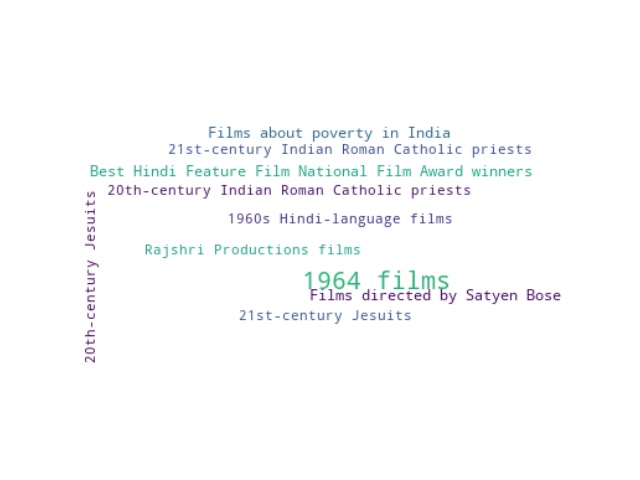 Films about poverty in India
21st-century Indian Roman Catholic priests
Best Hindi Feature Film National Film Award winners
20th-century Indian Roman Catholic priests
1960s Hindi-language films
Rajshri Productions films
1964 films
Films directed by Satyen Bose
21st-century Jesuits
20th-century Jesuits